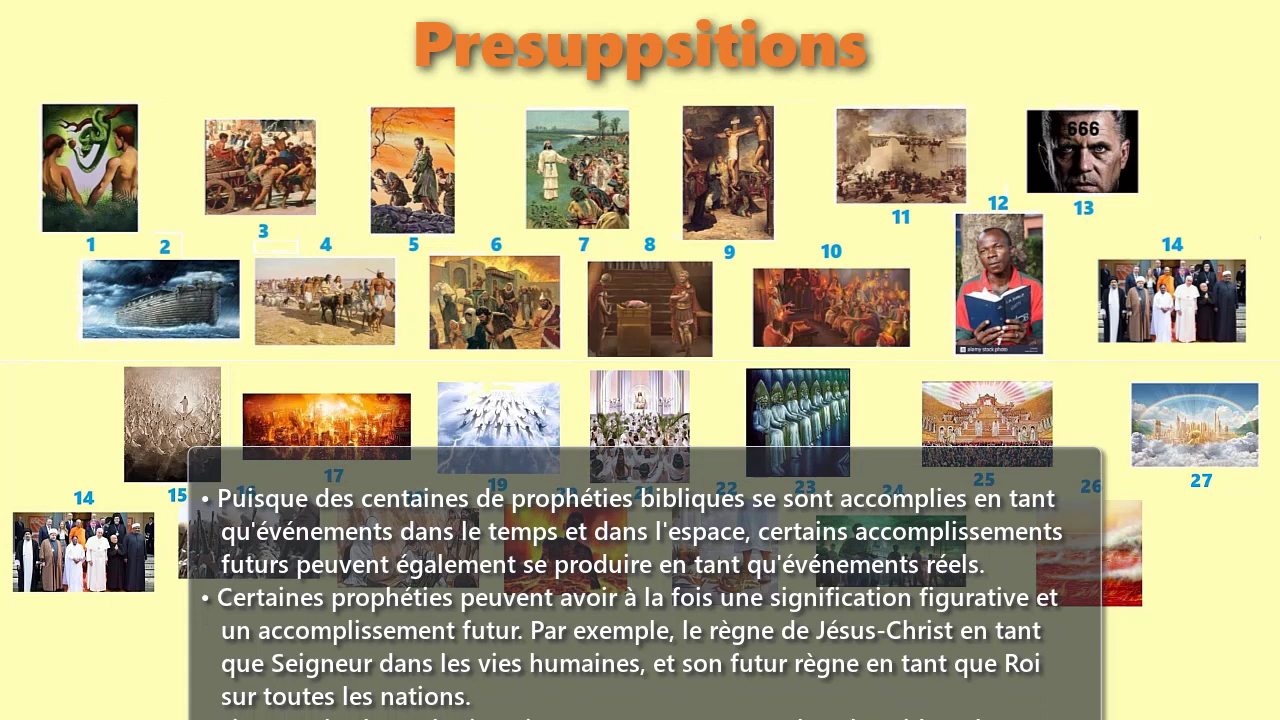 Presuppsitions
666
12
11
13
3
1
2
4
5
6
7
8
9
10
14
alamy stock photo
17
19
25
26
27
14
15
22
23
24
• Puisque des centaines de prophéties bibliques se sont accomplies en tant
qu'événements dans le temps et dans l'espace, certains accomplissements
futurs peuvent également se produire en tant qu'événements réels.
• Certaines prophéties peuvent avoir à la fois une signification figurative et
un accomplissement futur. Par exemple, le règne de Jésus-Christ en tant
que Seigneur dans les vies humaines, et son futur règne en tant que Roi
sur toutes les nations.